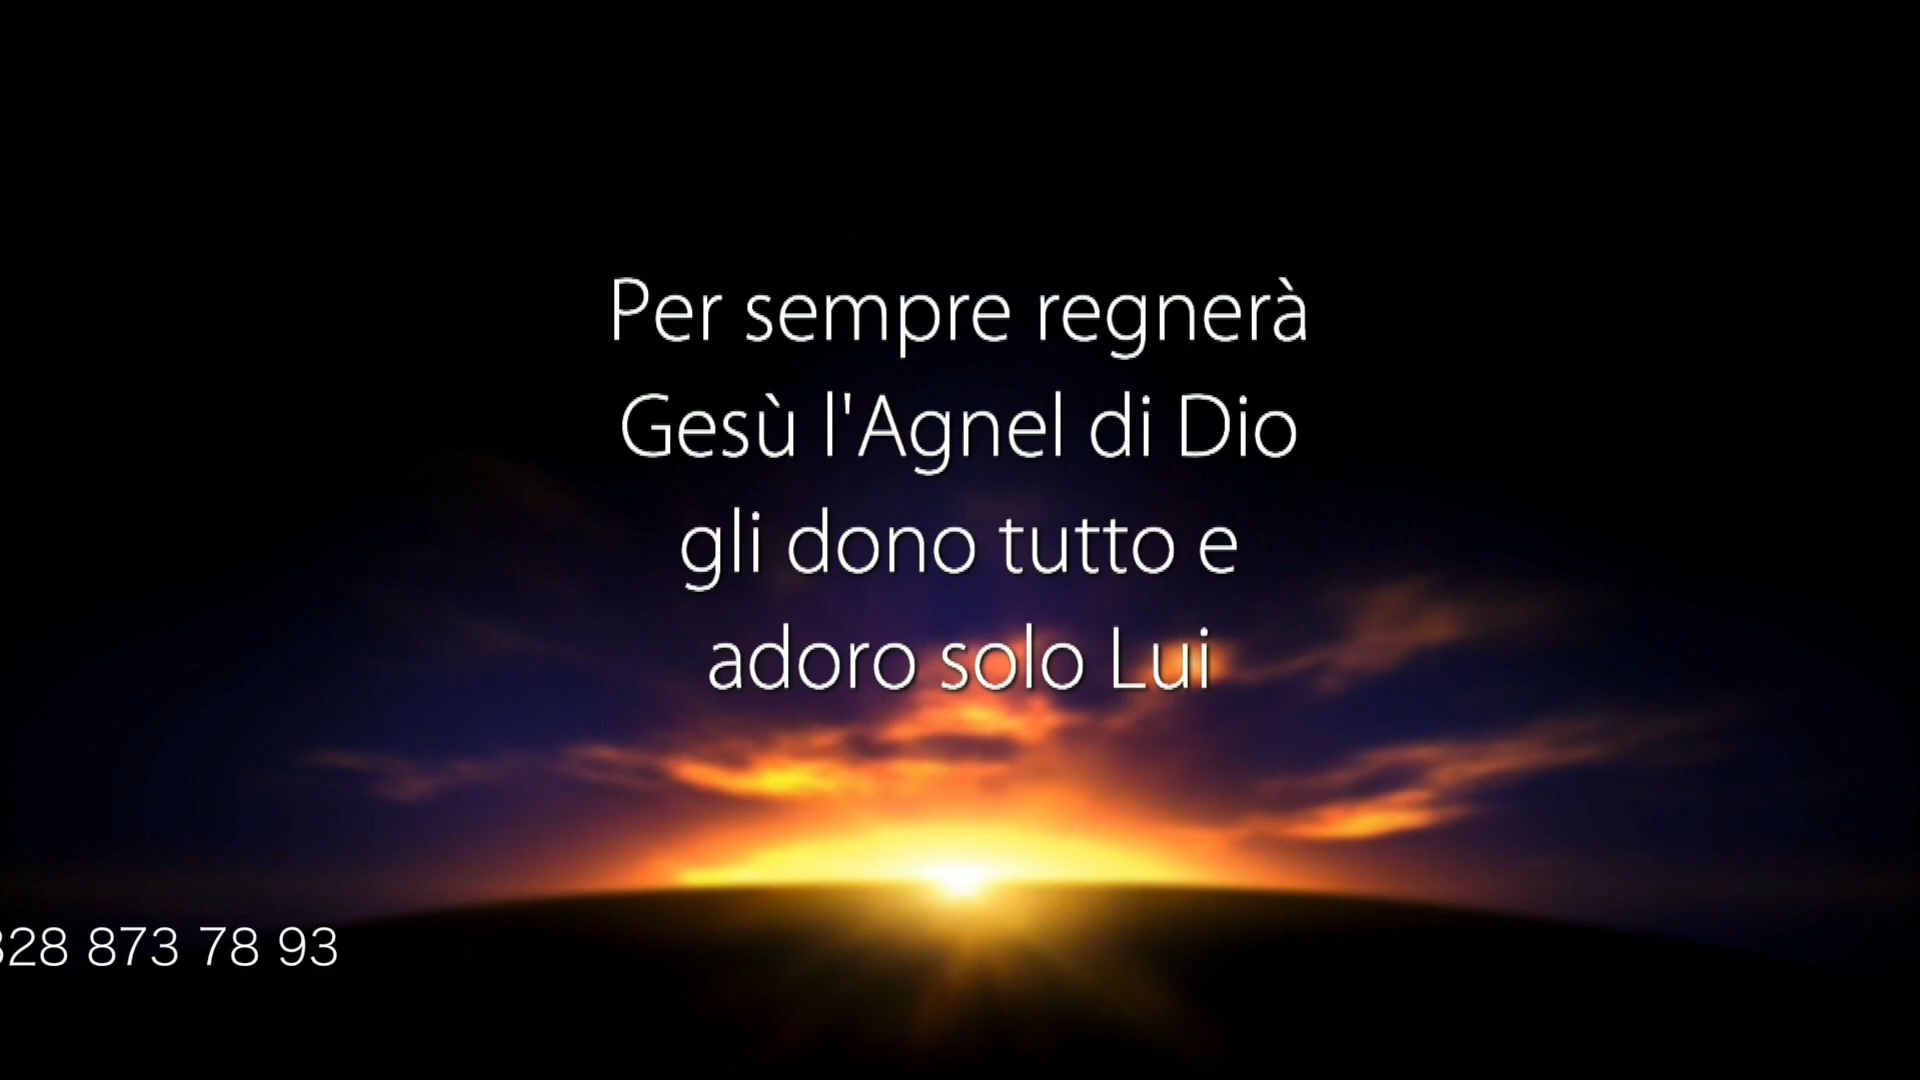 Per sempre regnerà
Gesù l'Agnel di Dio
gli dono tutto e
adoro solo Lui
328 873 78 93